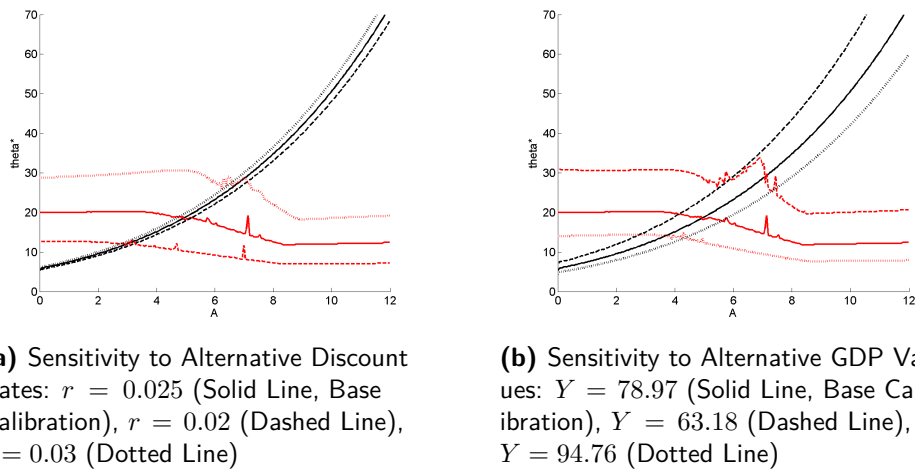 70
60
50
40
30
20
10
0
theta*
0 2 4 6 8 10 12
A
70
60
50
40
30
20
10
0
theta*
0 2 4 6 8 10 12
A
a) Sensitivity to Alternative Discount
ates: r = 0.025 (Solid Line, Base
alibration), r = 0.02 (Dashed Line),
= 0.03 (Dotted Line)
(b) Sensitivity to Alternative GDP Va
ues: Y = 78.97 (Solid Line, Base Ca
ibration), Y = 63.18 (Dashed Line),
Y = 94.76 (Dotted Line)